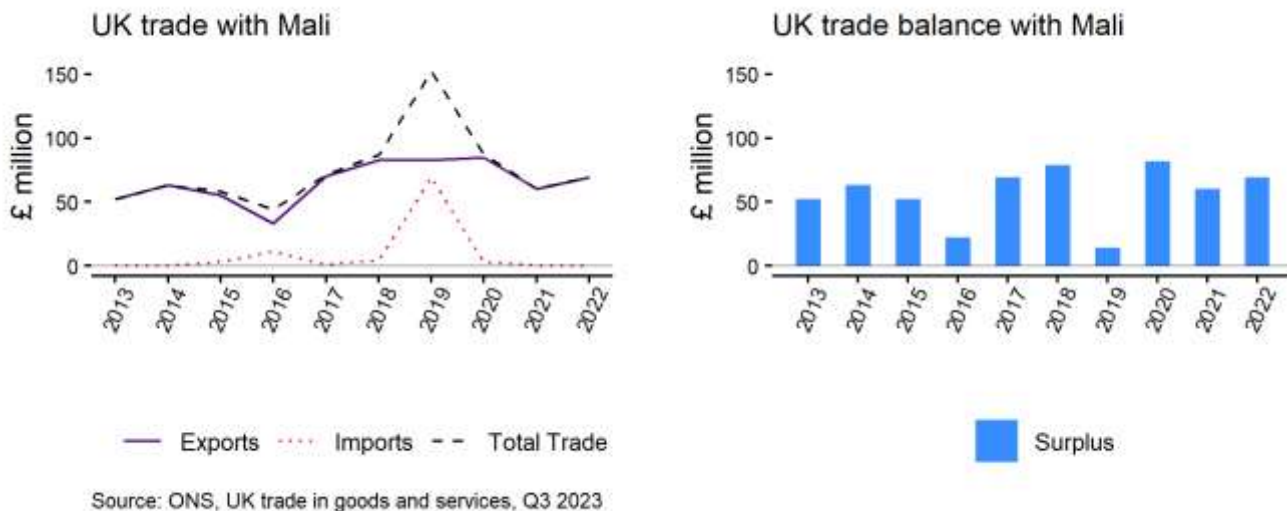 UK trade with Mali
£ million
150
100
50
0
2013 2014 2015 2016 2017 2018 2019 2020 2021 2022
Exports Imports Total Trade
Source: ONS, UK trade in goods and services, Q3 2023
UK trade balance with Mali
£ million
150
100
50
0
2013 2014 2015 2016 2017 2018 2019 2020 2021 2022
Surplus